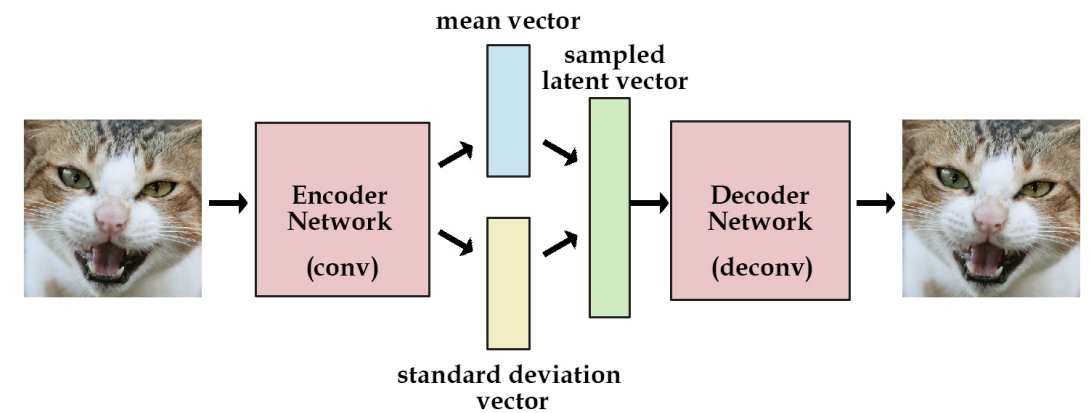 mean vector
sampled
latent vector
Encoder
Network
(conv)
Decoder
Network
(deconv)
standard deviation
vector